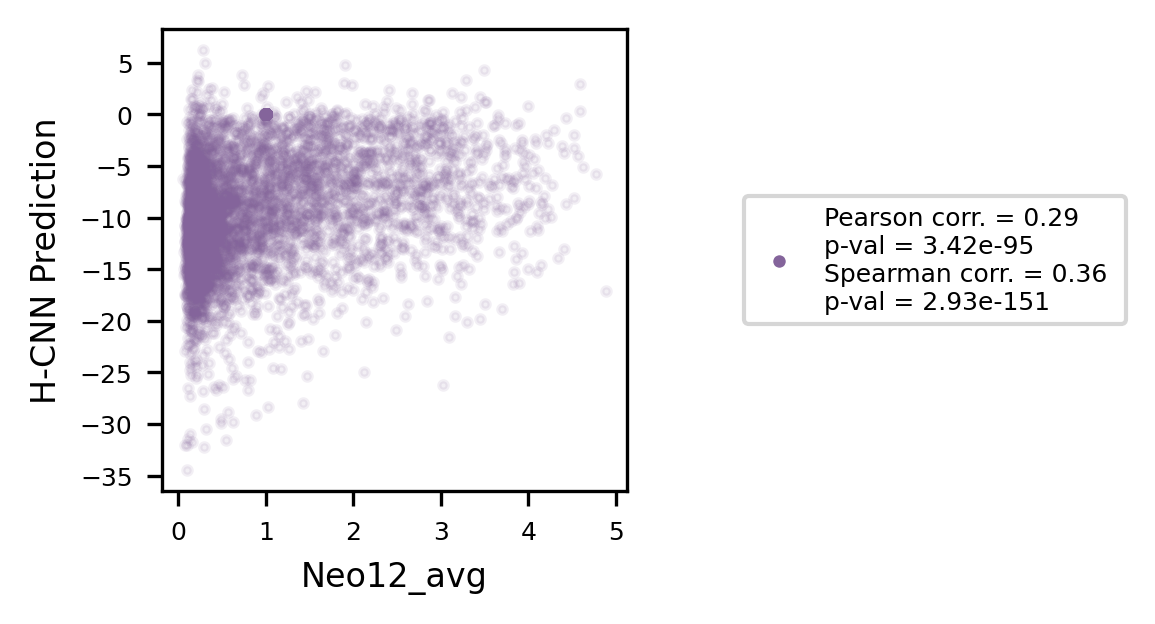 5
0
−5
−10
−15
−20
−25
−30
−35
H-CNN Prediction
0 1 2 3 4 5
Neo12_avg
Pearson corr. = 0.29
p-val = 3.42e-95
Spearman corr. = 0.36
p-val = 2.93e-151